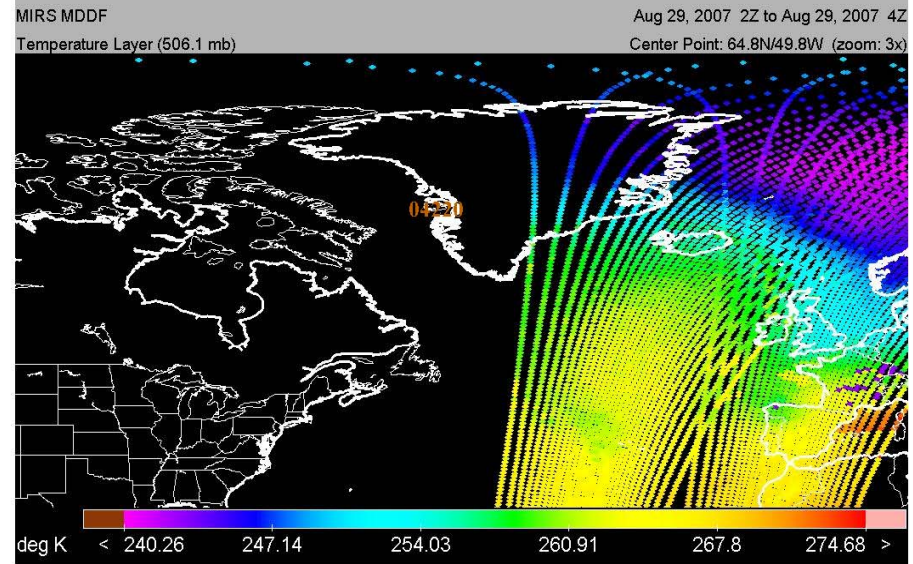 MIRS MDDF
Aug 29, 2007 2Z to Aug 29, 2007 4Z
Temperature Layer (506.1 mb)
Center Point: 64.8N/49.8W (zoom: 3x)
04220
deg K < 240.26 247.14 254.03 260.91 267.8 274.68 >